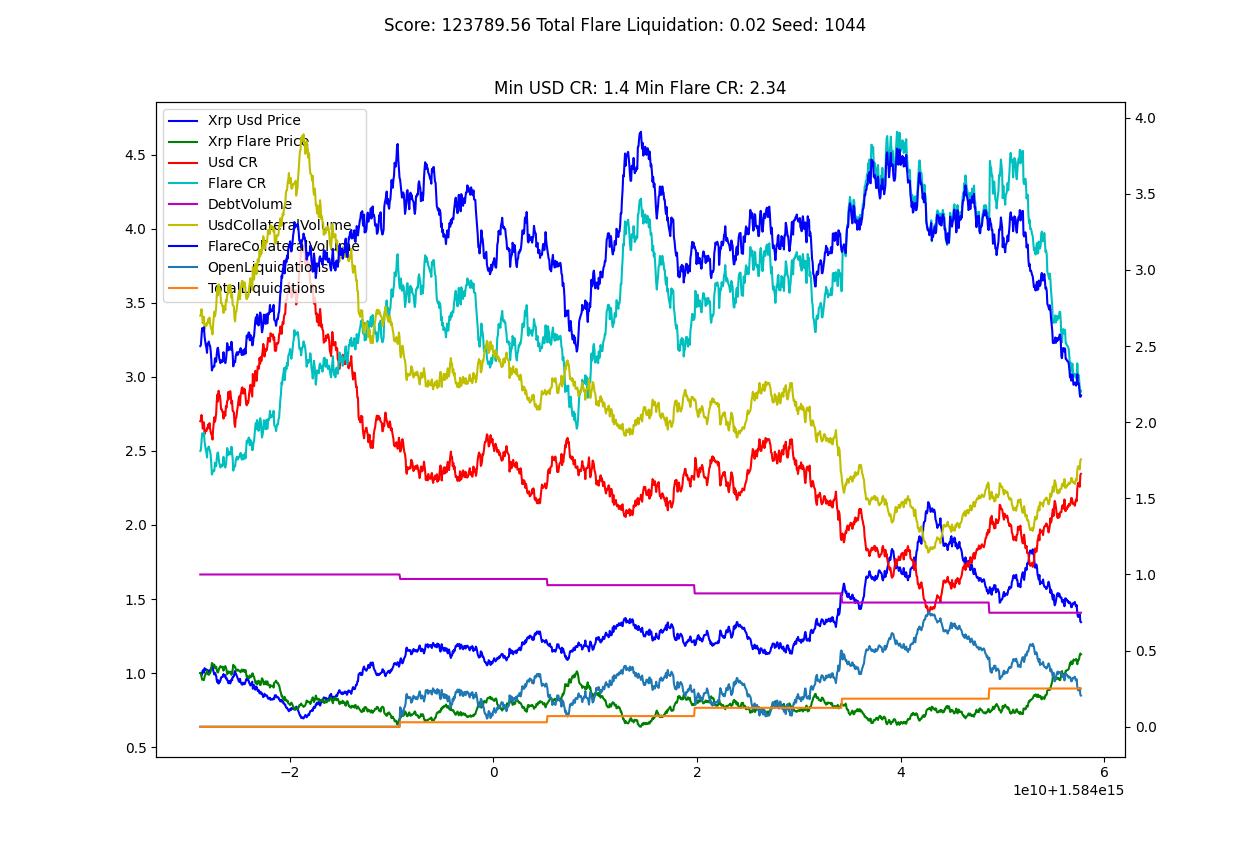 Score: 123789.56 Total Flare Liquidation: 0.02 Seed: 1044
Min USD CR: 1.4 Min Flare CR: 2.34
Xrp Usd Price
Xrp Flare Price
Usd CR
Flare CR
DebtVolume
UsdCollateralVolume
FlareCollateralVolume
OpenLiquidations
TotalLiquidations
4.5
4.0
3.5
3.0
2.5
2.0
1.5
1.0
0.5
4.0
3.5
3.0
2.5
2.0
1.5
1.0
0.5
0.0
−2 0 2 4 6
1e10+1.584e15